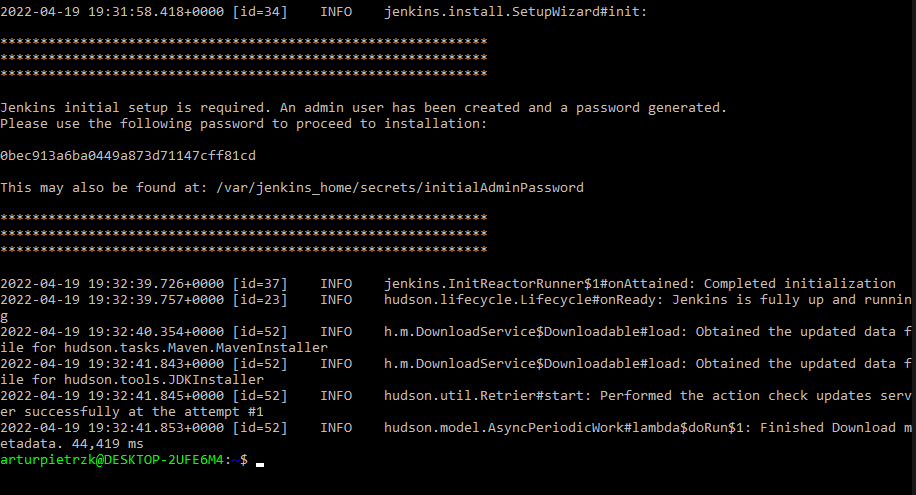 2022-04-19 19:31:58.418+0000 [id=34]    INFO    jenkins.install.SetupWizard#init:
*************************************************************
*************************************************************
*************************************************************
Jenkins initial setup is required. An admin user has been created and a password generated.
Please use the following password to proceed to installation:
0bec913a6ba0449a873d71147cff81cd
This may also be found at: /var/jenkins_home/secrets/initialAdminPassword
*************************************************************
*************************************************************
*************************************************************
2022-04-19 19:32:39.726+0000 [id=37]    INFO    jenkins.InitReactorRunner$1#onAttained: Completed initialization
2022-04-19 19:32:39.757+0000 [id=23]    INFO    hudson.lifecycle.Lifecycle#onReady: Jenkins is fully up and runnin
g
2022-04-19 19:32:40.354+0000 [id=52]    INFO    h.m.DownloadService$Downloadable#load: Obtained the updated data f
ile for hudson.tasks.Maven.MavenInstaller
2022-04-19 19:32:41.843+0000 [id=52]    INFO    h.m.DownloadService$Downloadable#load: Obtained the updated data f
ile for hudson.tools.JDKInstaller
2022-04-19 19:32:41.845+0000 [id=52]    INFO    hudson.util.Retrier#start: Performed the action check updates serv
er successfully at the attempt #1
2022-04-19 19:32:41.853+0000 [id=52]    INFO    hudson.model.AsyncPeriodicWork#lambda$doRun$1: Finished Download m
etadata. 44,419 ms
arturpietrzk@DESKTOP-2UFE6M4:~$